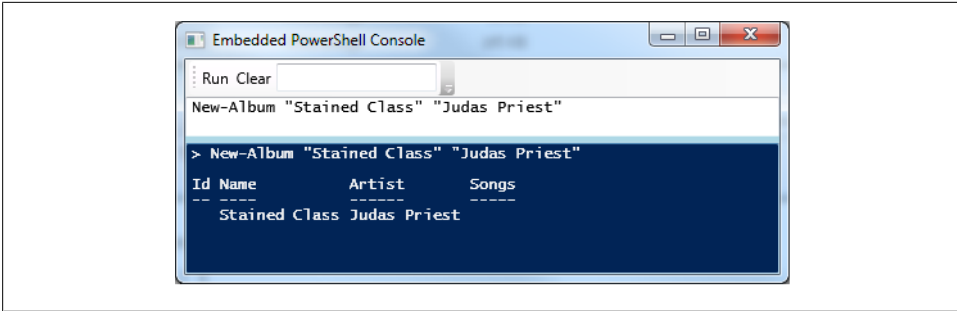 Embedded PowerShell Console
Run Clear
New-Album "Stained Class" "Judas Priest"
> New-Album "Stained Class" "Judas Priest"
Id Name Artist Songs
-- ---- ------ -----
Stained Class Judas Priest